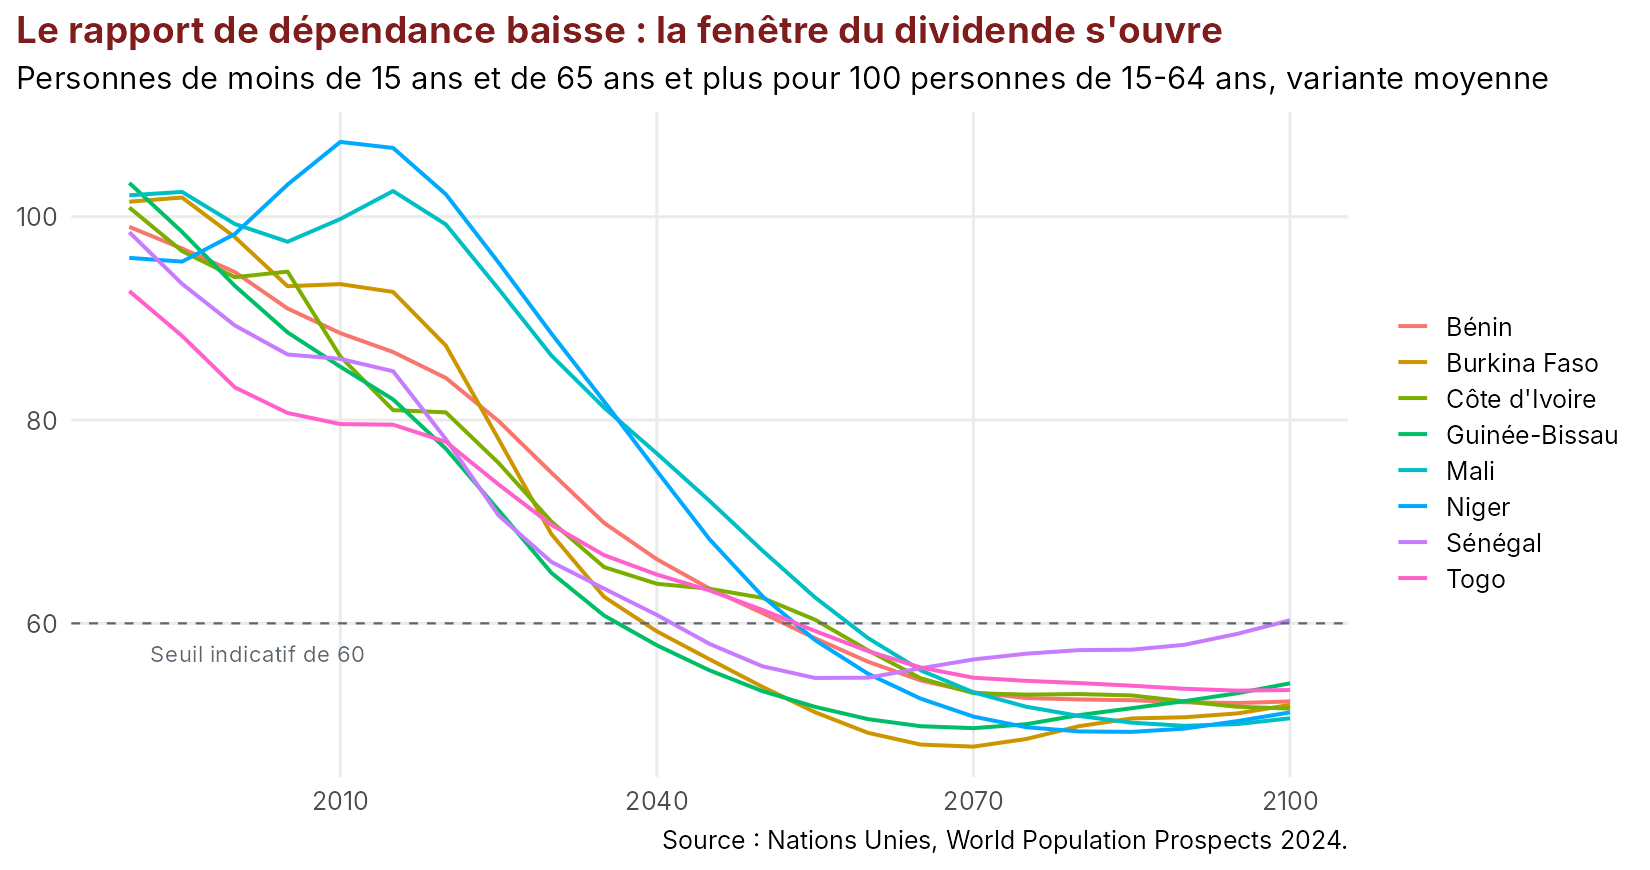 Le rapport de dépendance baisse : la fenêtre du dividende s'ouvre
Personnes de moins de 15 ans et de 65 ans et plus pour 100 personnes de 15-64 ans, variante moyenne
100
80
60
Seuil indicatif de 60
2010
2040
2070
2100
Bénin
Burkina Faso
Côte d'Ivoire
Guinée-Bissau
Mali
Niger
Sénégal
Togo
Source : Nations Unies, World Population Prospects 2024.